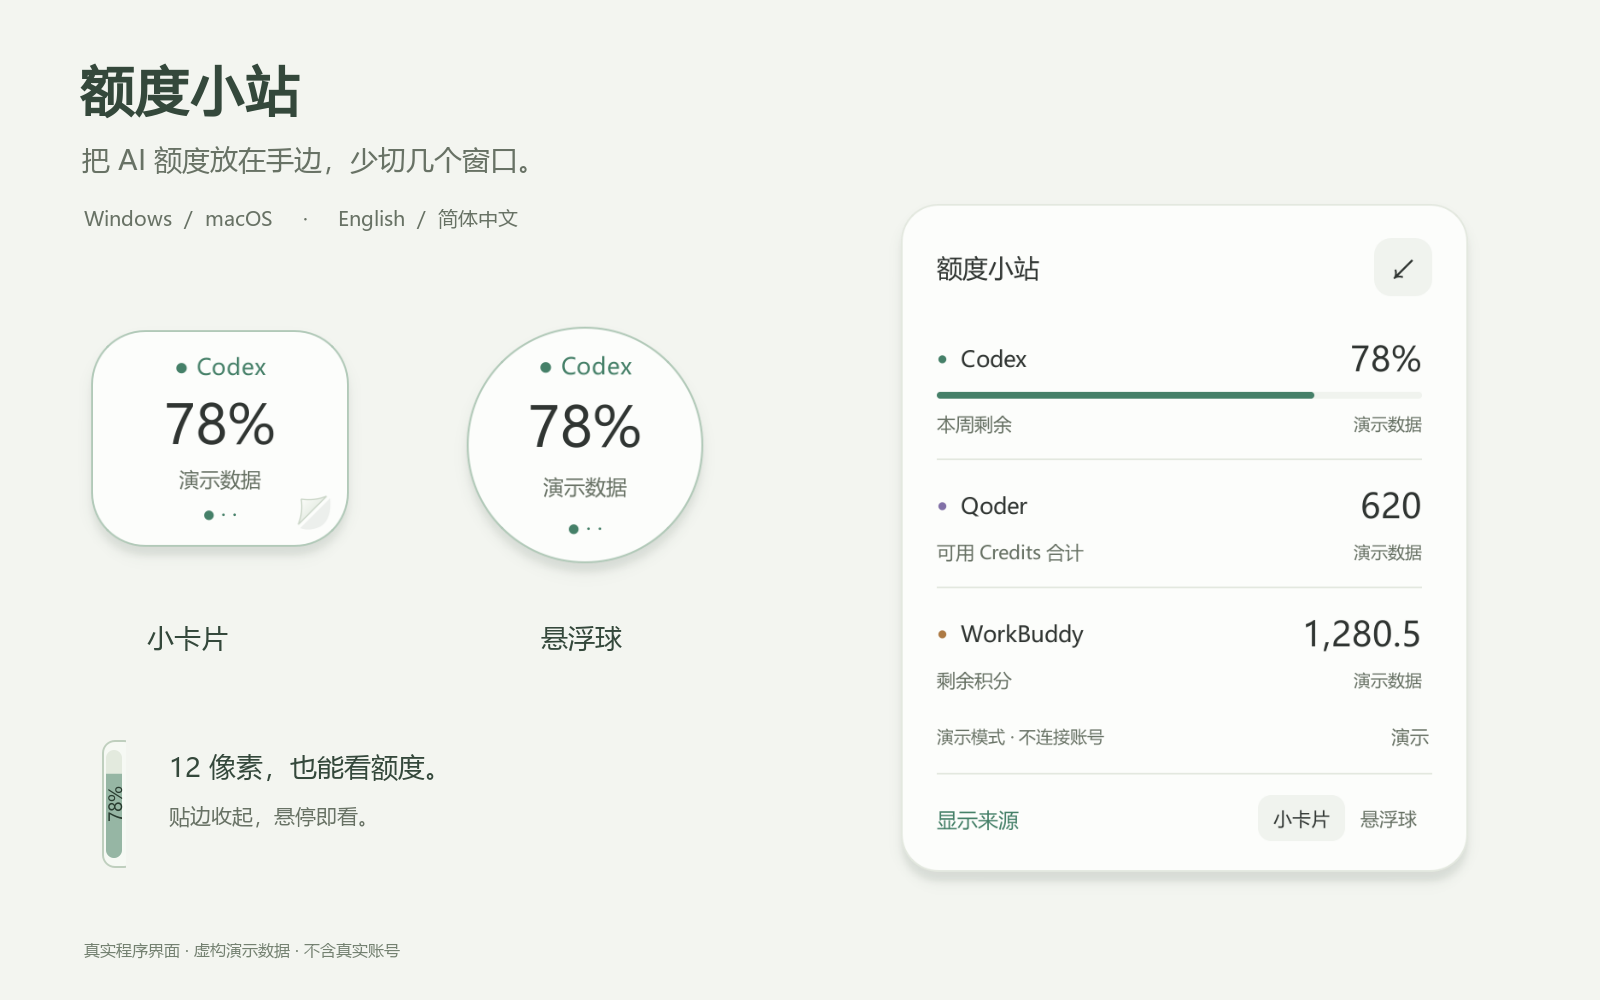 额度小站
把 AI 额度放在手边，少切几个窗口。
Windows / macOS · English / 简体中文
Codex
78%
演示数据
小卡片
Codex
78%
演示数据
悬浮球
78%
12 像素，也能看额度。
贴边收起，悬停即看。
额度小站
Codex 78%
本周剩余 演示数据
Qoder 620
可用 Credits 合计 演示数据
WorkBuddy 1,280.5
剩余积分 演示数据
演示模式 · 不连接账号 演示
显示来源 小卡片 悬浮球
真实程序界面 · 虚构演示数据 · 不含真实账号